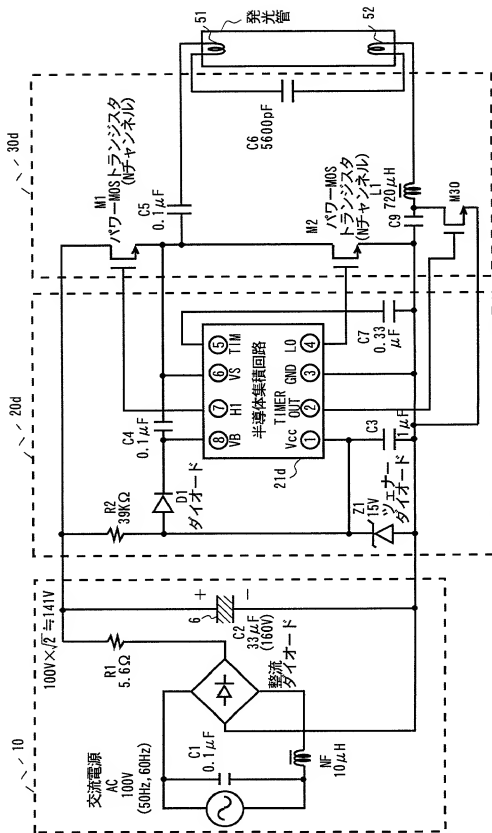 10
交流電源
AC
100V
(50Hz, 60Hz)
C1
0.1μF
NF
10μH
整流
ダイオード
R1
5.6Ω
100V×√2≒141V
6
+
−
C2
33μF
(160V)
20d
R2
39KΩ
D1
ダイオード
Z1
15V
ツェナー
ダイオード
C4
0.1μF
C3
1μF
21d
半導体集積回路
8
VB
7
H1
6
VS
5
TIM
1
Vcc
2
TIMER
OUT
3
GND
4
LO
C7
0.33
μF
30d
M1
パワーMOSトランジスタ
(Nチャンネル)
C5
0.1μF
M2
パワーMOS
トランジスタ
(Nチャンネル)
L1
720μH
C9
M30
C6
5600pF
51
発光管
52